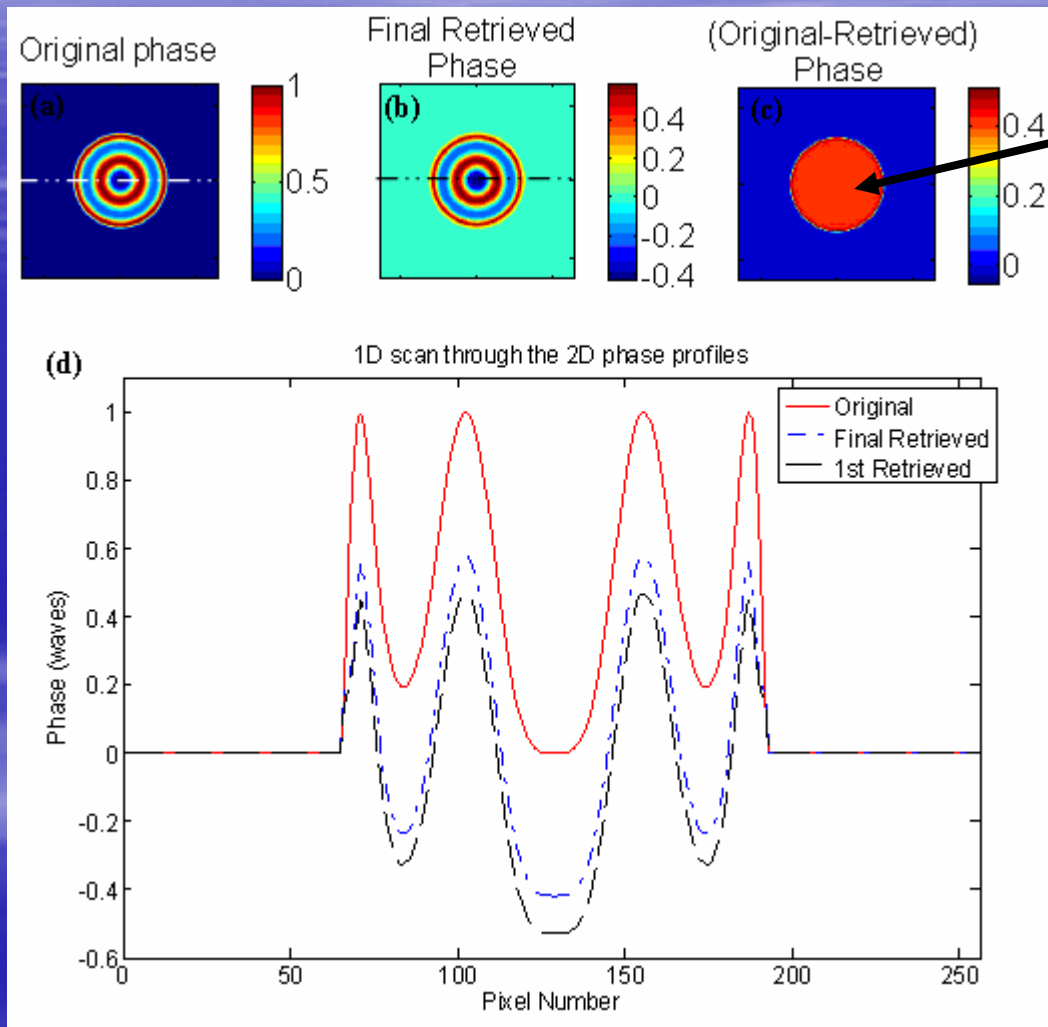 Original phase
Final Retrieved
Phase
(Original-Retrieved)
Phase
(a)
1
0.5
0
(b)
0.4
0.2
0
-0.2
-0.4
(c)
0.4
0.2
0
(d)
1D scan through the 2D phase profiles
Original
Final Retrieved
1st Retrieved
Phase (waves)
1
0.8
0.6
0.4
0.2
0
-0.2
-0.4
-0.6
0
50
100
150
200
250
Pixel Number